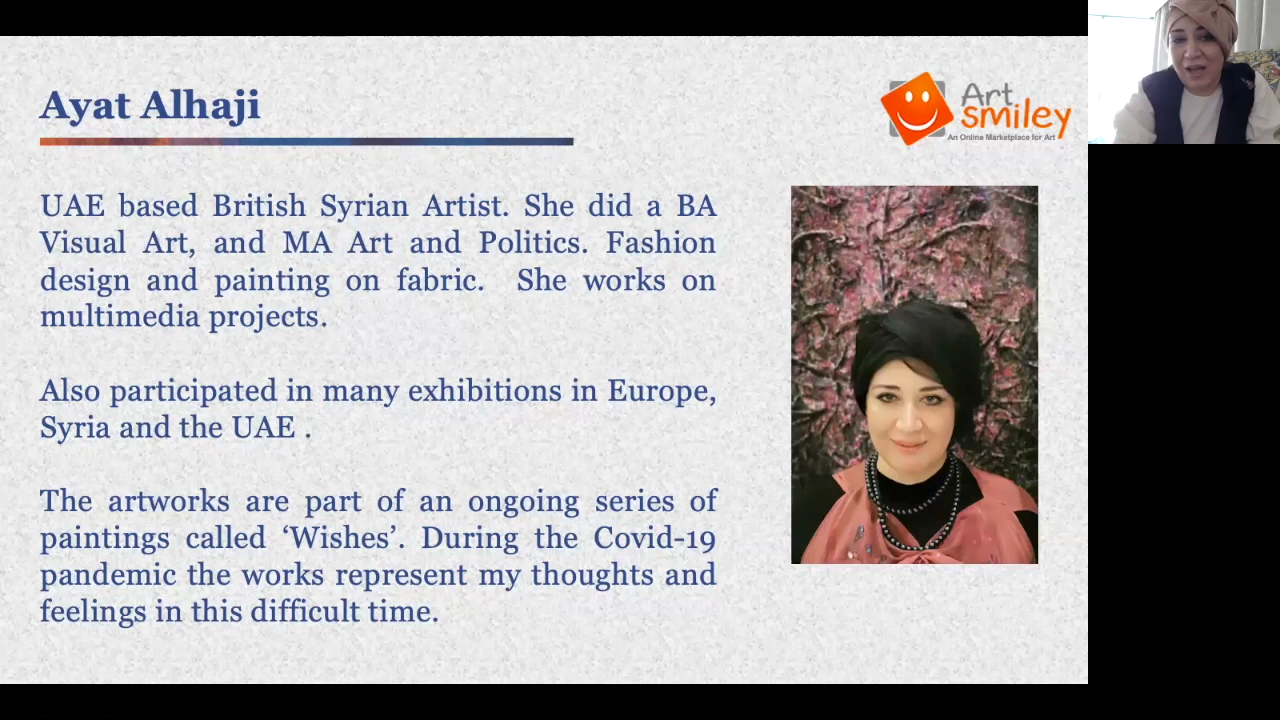 Ayat Alhaji
Art
smiley
An Online Marketplace for Art
UAE based British Syrian Artist. She did a BA
Visual Art, and MA Art and Politics. Fashion
design and painting on fabric. She works on
multimedia projects.
Also participated in many exhibitions in Europe,
Syria and the UAE .
The artworks are part of an ongoing series of
paintings called ‘Wishes’. During the Covid-19
pandemic the works represent my thoughts and
feelings in this difficult time.